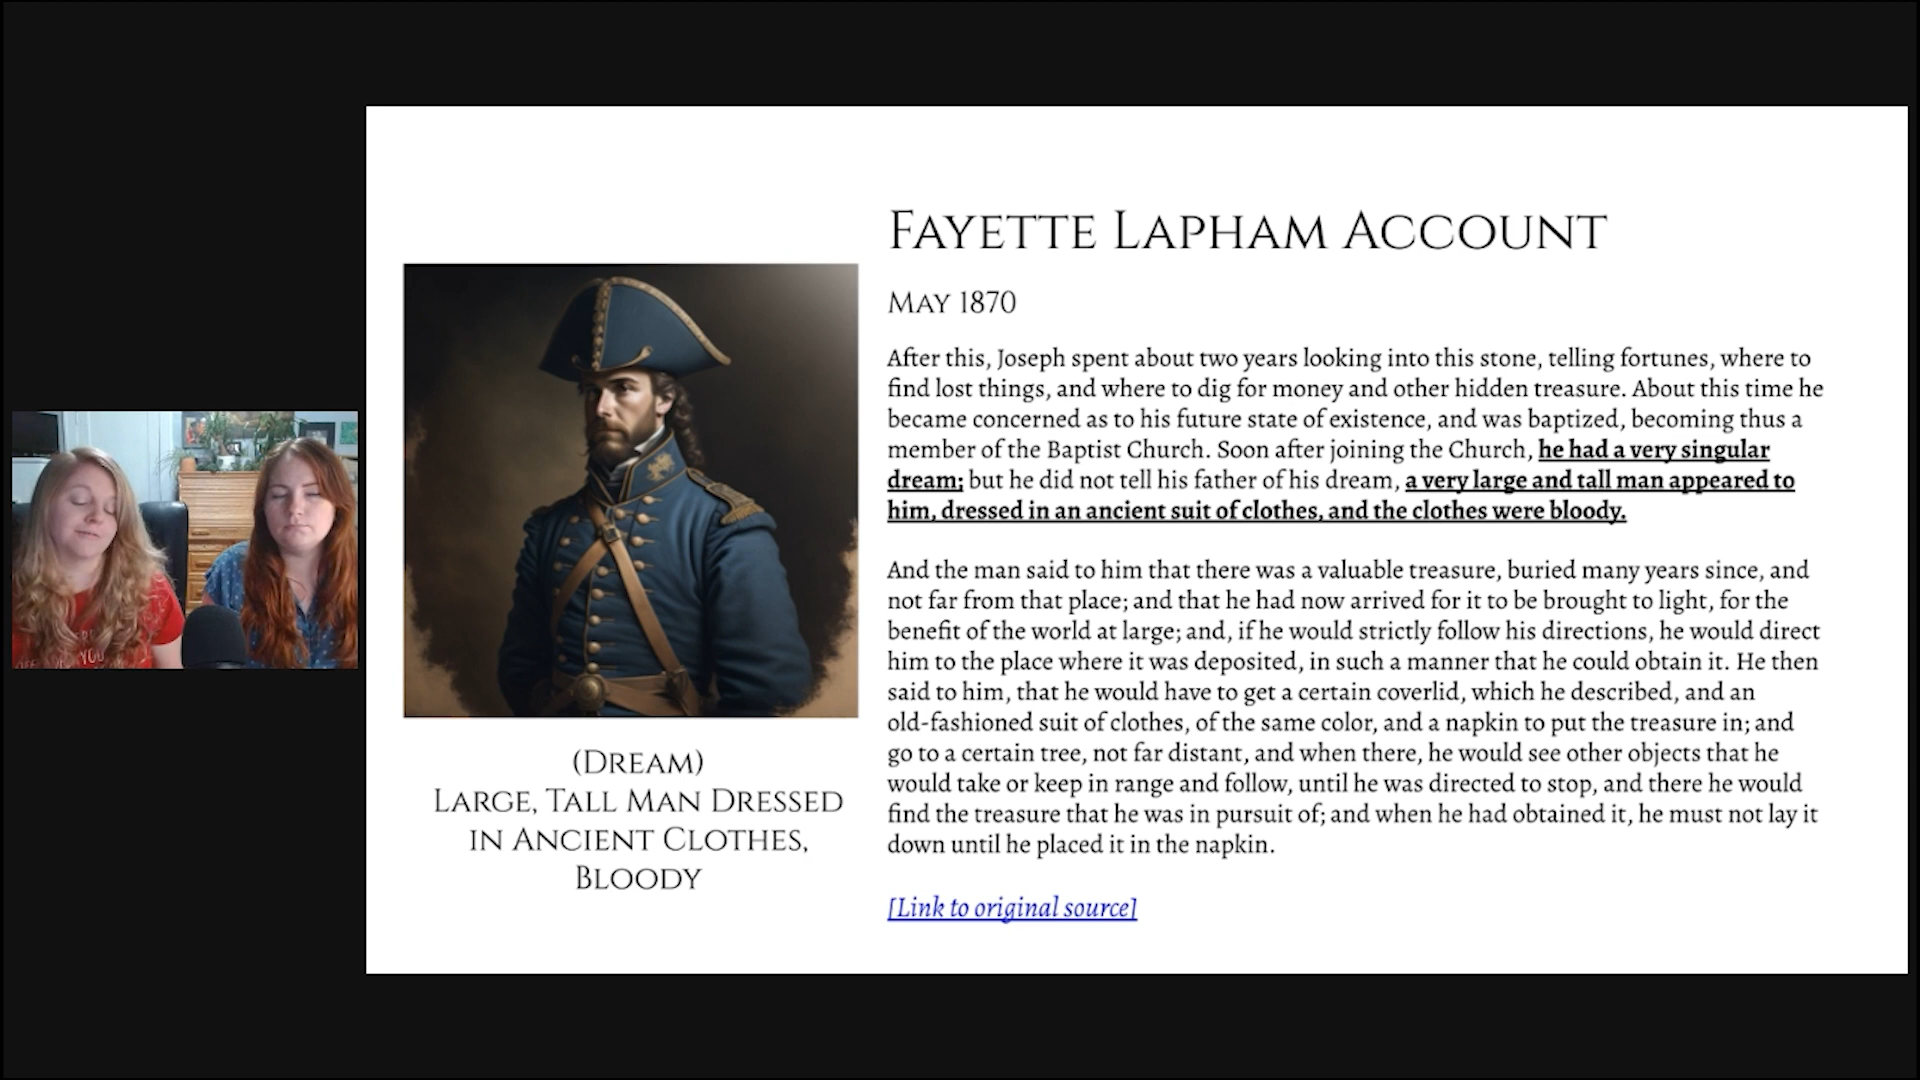 FAYETTE LAPHAM ACCOUNT
MAY 1870
After this, Joseph spent about two years looking into this stone, telling fortunes, where to
find lost things, and where to dig for money and other hidden treasure. About this time he
became concerned as to his future state of existence, and was baptized, becoming thus a
member of the Baptist Church. Soon after joining the Church, he had a very singular
dream; but he did not tell his father of his dream, a very large and tall man appeared to
him, dressed in an ancient suit of clothes, and the clothes were bloody.
And the man said to him that there was a valuable treasure, buried many years since, and
not far from that place; and that he had now arrived for it to be brought to light, for the
benefit of the world at large; and, if he would strictly follow his directions, he would direct
him to the place where it was deposited, in such a manner that he could obtain it. He then
said to him, that he would have to get a certain coverlid, which he described, and an
old-fashioned suit of clothes, of the same color, and a napkin to put the treasure in; and
go to a certain tree, not far distant, and when there, he would see other objects that he
would take or keep in range and follow, until he was directed to stop, and there he would
find the treasure that he was in pursuit of; and when he had obtained it, he must not lay it
down until he placed it in the napkin.
[Link to original source]
(DREAM)
LARGE, TALL MAN DRESSED
IN ANCIENT CLOTHES,
BLOODY
YOU